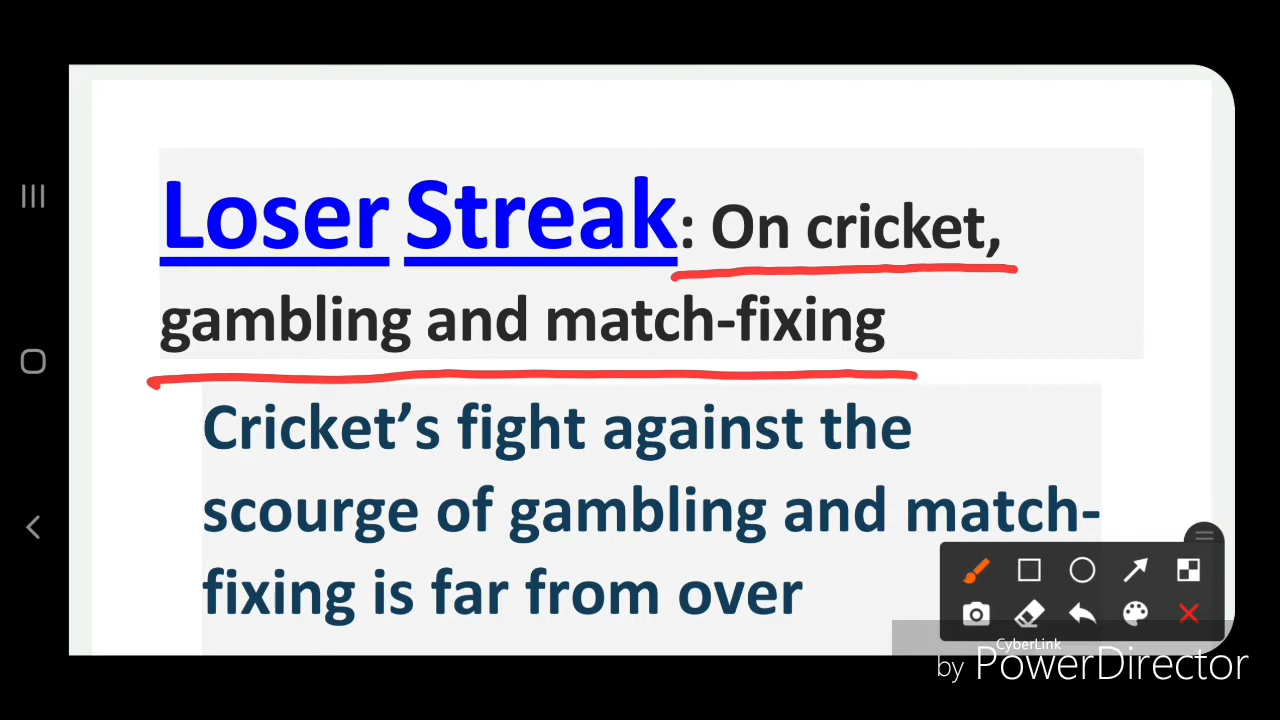 Loser Streak: On cricket,
gambling and match-fixing
Cricket’s fight against the
scourge of gambling and match-
fixing is far from over
CyberLink
by PowerDirector